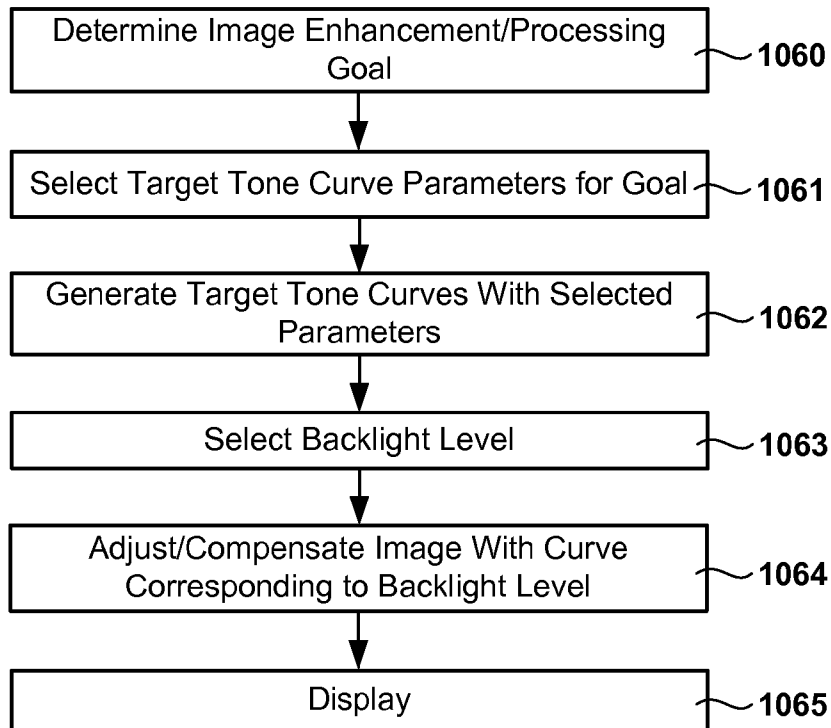 Determine Image Enhancement/Processing
Goal
1060
Select Target Tone Curve Parameters for Goal
1061
Generate Target Tone Curves With Selected
Parameters
1062
Select Backlight Level
1063
Adjust/Compensate Image With Curve
Corresponding to Backlight Level
1064
Display
1065